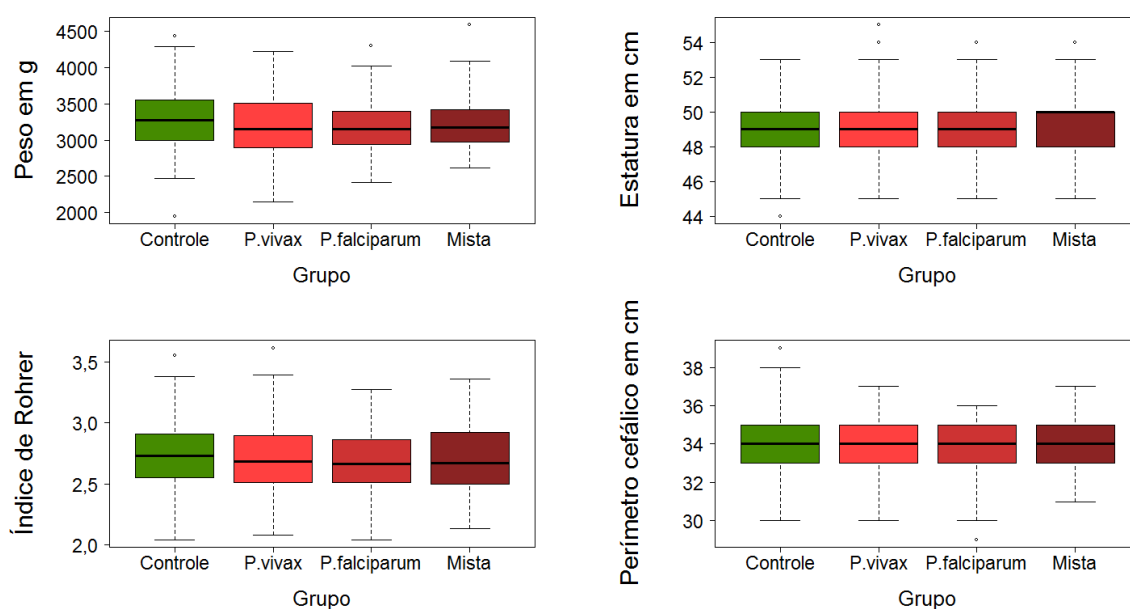 Peso em g
4500
4000
3500
3000
2500
2000
Controle P.vivax P.falciparum Mista
Grupo
Estatura em cm
54
52
50
48
46
44
Controle P.vivax P.falciparum Mista
Grupo
Índice de Rohrer
3,5
3,0
2,5
2,0
Controle P.vivax P.falciparum Mista
Grupo
Perímetro cefálico em cm
38
36
34
32
30
Controle P.vivax P.falciparum Mista
Grupo